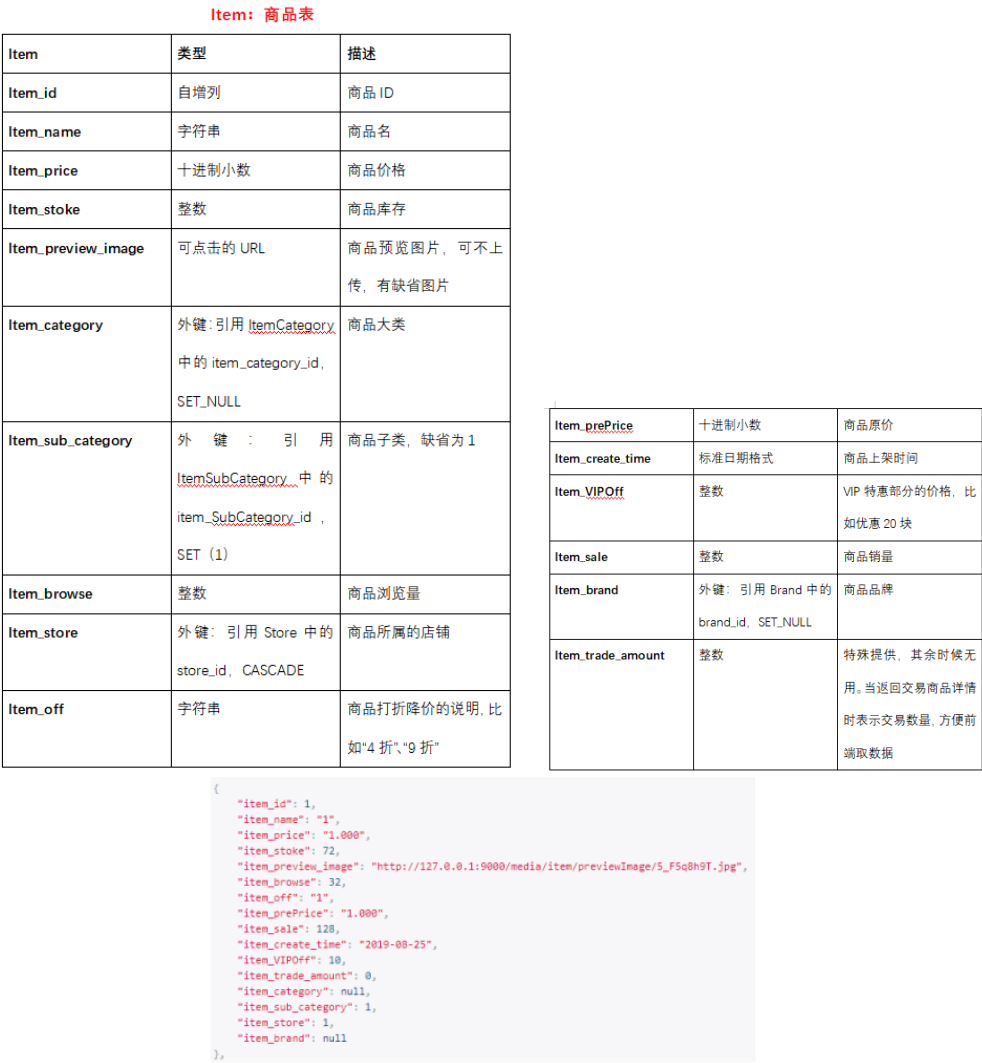 Item：商品表
Item 类型 描述
Item_id 自增列 商品 ID
Item_name 字符串 商品名
Item_price 十进制小数 商品价格
Item_stoke 整数 商品库存
Item_preview_image 可点击的 URL 商品预览图片，可不上
传，有缺省图片
Item_category 外键：引用 ItemCategory 商品大类
中的 item_category_id，
SET_NULL
Item_sub_category 外键：引用 商品子类，缺省为 1
ItemSubCategory 中的
item_SubCategory_id，
SET（1）
Item_browse 整数 商品浏览量
Item_store 外键：引用 Store 中的 商品所属的店铺
store_id，CASCADE
Item_off 字符串 商品打折降价的说明, 比
如“4 折”、“9 折”
Item_prePrice 十进制小数 商品原价
Item_create_time 标准日期格式 商品上架时间
Item_VIPOff 整数 VIP 特惠部分的价格，比
如优惠 20 块
Item_sale 整数 商品销量
Item_brand 外键：引用 Brand 中的 商品品牌
brand_id，SET_NULL
Item_trade_amount 整数 特殊提供，其余时候无
用。当返回交易商品详情
时表示交易数量, 方便前
端取数据
{
"item_id": 1,
"item_name": "1",
"item_price": "1.000",
"item_stoke": 72,
"item_preview_image": "http://127.0.0.1:9000/media/item/previewImage/5_F5q8h9T.jpg",
"item_browse": 32,
"item_off": "1",
"item_prePrice": "1.000",
"item_sale": 128,
"item_create_time": "2019-08-25",
"item_VIPOff": 10,
"item_trade_amount": 0,
"item_category": null,
"item_sub_category": 1,
"item_store": 1,
"item_brand": null
},